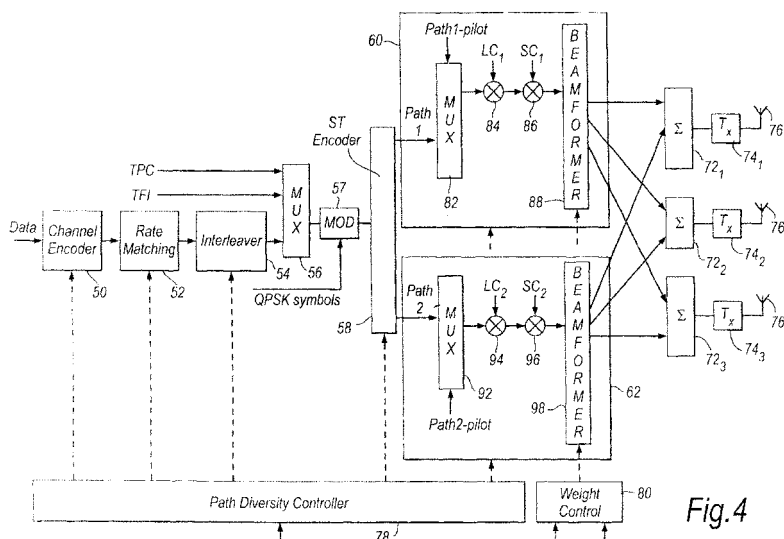 Path1-pilot
60
LC1
SC1
MUX
84
86
82
BEAMFORMER
88
Path 1
ST Encoder
TPC
TFI
MUX
57
MOD
Data
Channel Encoder
50
Rate Matching
52
Interleaver
54
56
QPSK symbols
58
Path 2
LC2
SC2
MUX
94
96
92
Path2-pilot
BEAMFORMER
98
62
Σ
72₁
Tx
74₁
76
Σ
72₂
Tx
74₂
76
Σ
72₃
Tx
74₃
76
Path Diversity Controller
78
Weight Control
80
Fig.4